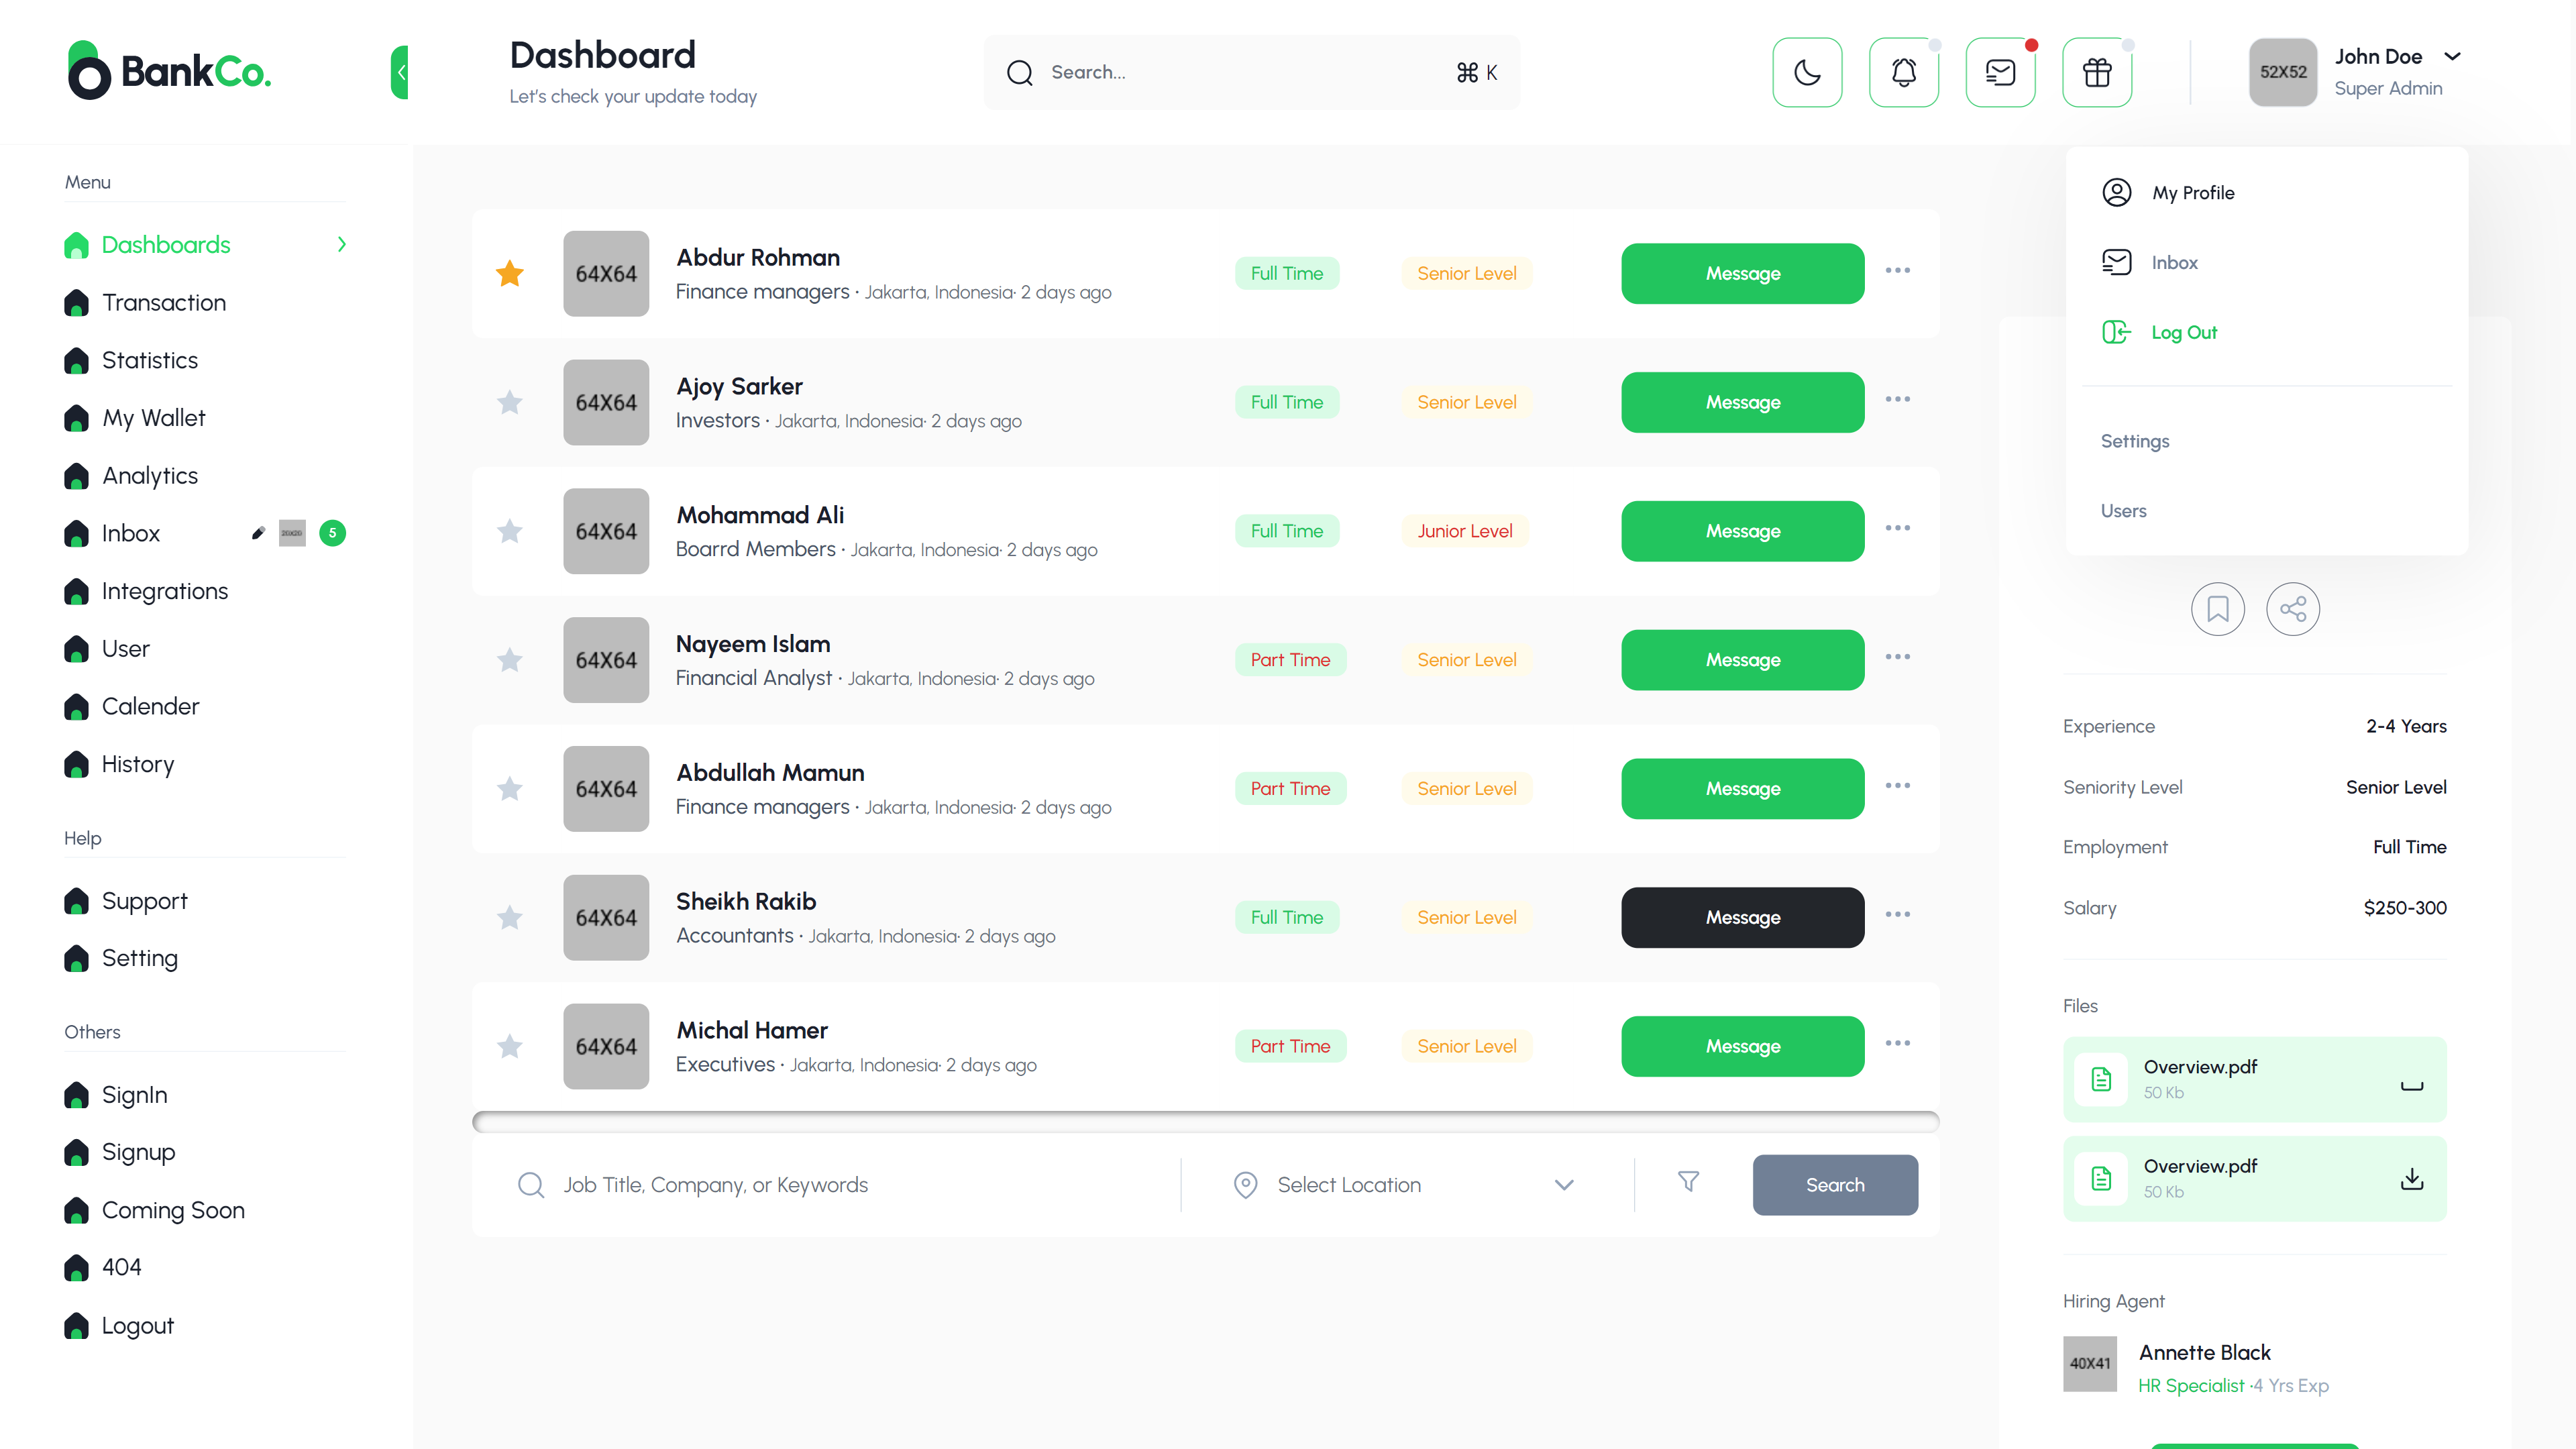 BankCo.
Dashboard
Let's check your update today
Search...
⌘ K
52X52
John Doe
Super Admin
Menu
Dashboards
Transaction
Statistics
My Wallet
Analytics
Inbox
5
Integrations
User
Calender
History
Help
Support
Setting
Others
SignIn
Signup
Coming Soon
404
Logout
64X64
Abdur Rohman
Finance managers · Jakarta, Indonesia· 2 days ago
Full Time
Senior Level
Message
64X64
Ajoy Sarker
Investors · Jakarta, Indonesia· 2 days ago
Full Time
Senior Level
Message
64X64
Mohammad Ali
Boarrd Members · Jakarta, Indonesia· 2 days ago
Full Time
Junior Level
Message
64X64
Nayeem Islam
Financial Analyst · Jakarta, Indonesia· 2 days ago
Part Time
Senior Level
Message
64X64
Abdullah Mamun
Finance managers · Jakarta, Indonesia· 2 days ago
Part Time
Senior Level
Message
64X64
Sheikh Rakib
Accountants · Jakarta, Indonesia· 2 days ago
Full Time
Senior Level
Message
64X64
Michal Hamer
Executives · Jakarta, Indonesia· 2 days ago
Part Time
Senior Level
Message
Job Title, Company, or Keywords
Select Location
Search
My Profile
Inbox
Log Out
Settings
Users
Experience
2-4 Years
Seniority Level
Senior Level
Employment
Full Time
Salary
$250-300
Files
Overview.pdf
50 Kb
Overview.pdf
50 Kb
Hiring Agent
40X41
Annette Black
HR Specialist ·4 Yrs Exp